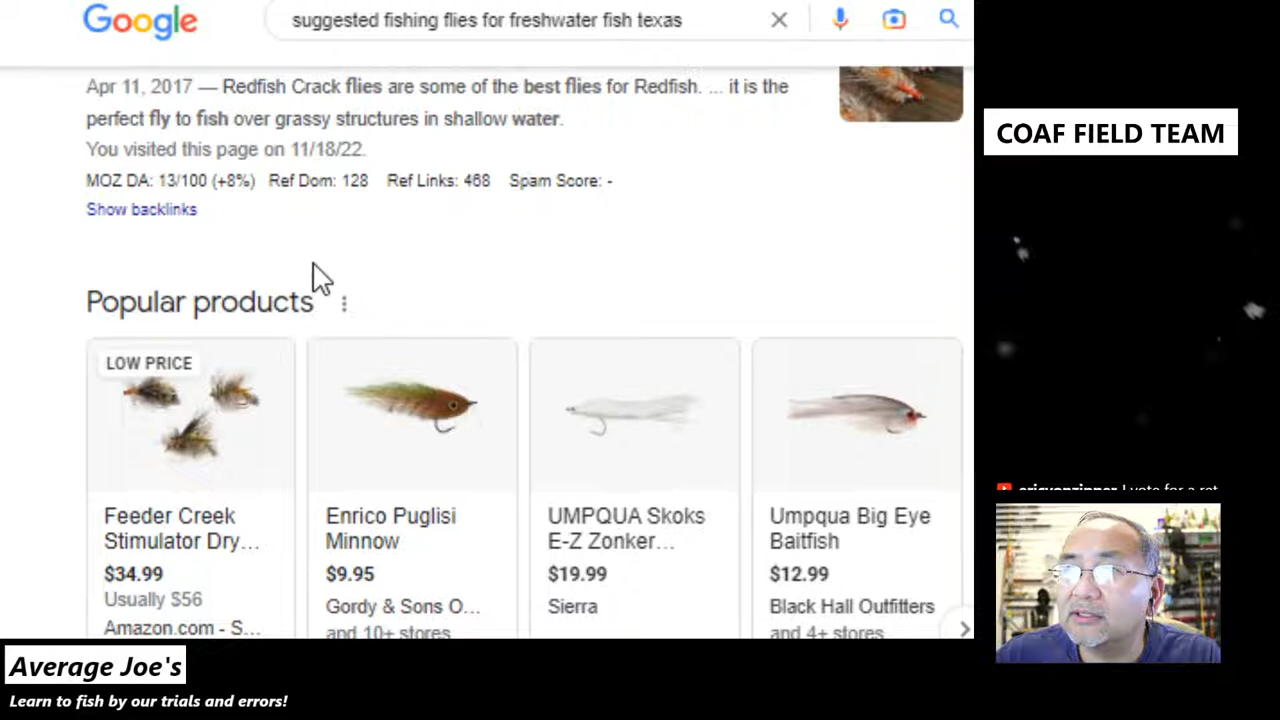 Google
suggested fishing flies for freshwater fish texas
Apr 11, 2017 — Redfish Crack flies are some of the best flies for Redfish. ... it is the
perfect fly to fish over grassy structures in shallow water.
You visited this page on 11/18/22.
MOZ DA: 13/100 (+8%) Ref Dom: 128 Ref Links: 468 Spam Score: -
Show backlinks
Popular products
LOW PRICE
Feeder Creek
Stimulator Dry...
$34.99
Usually $56
Amazon.com - S...
Enrico Puglisi
Minnow
$9.95
Gordy & Sons O...
and 10+ stores
UMPQUA Skoks
E-Z Zonker...
$19.99
Sierra
Umpqua Big Eye
Baitfish
$12.99
Black Hall Outfitters
and 4+ stores
COAF FIELD TEAM
I vote for a
Average Joe's
Learn to fish by our trials and errors!